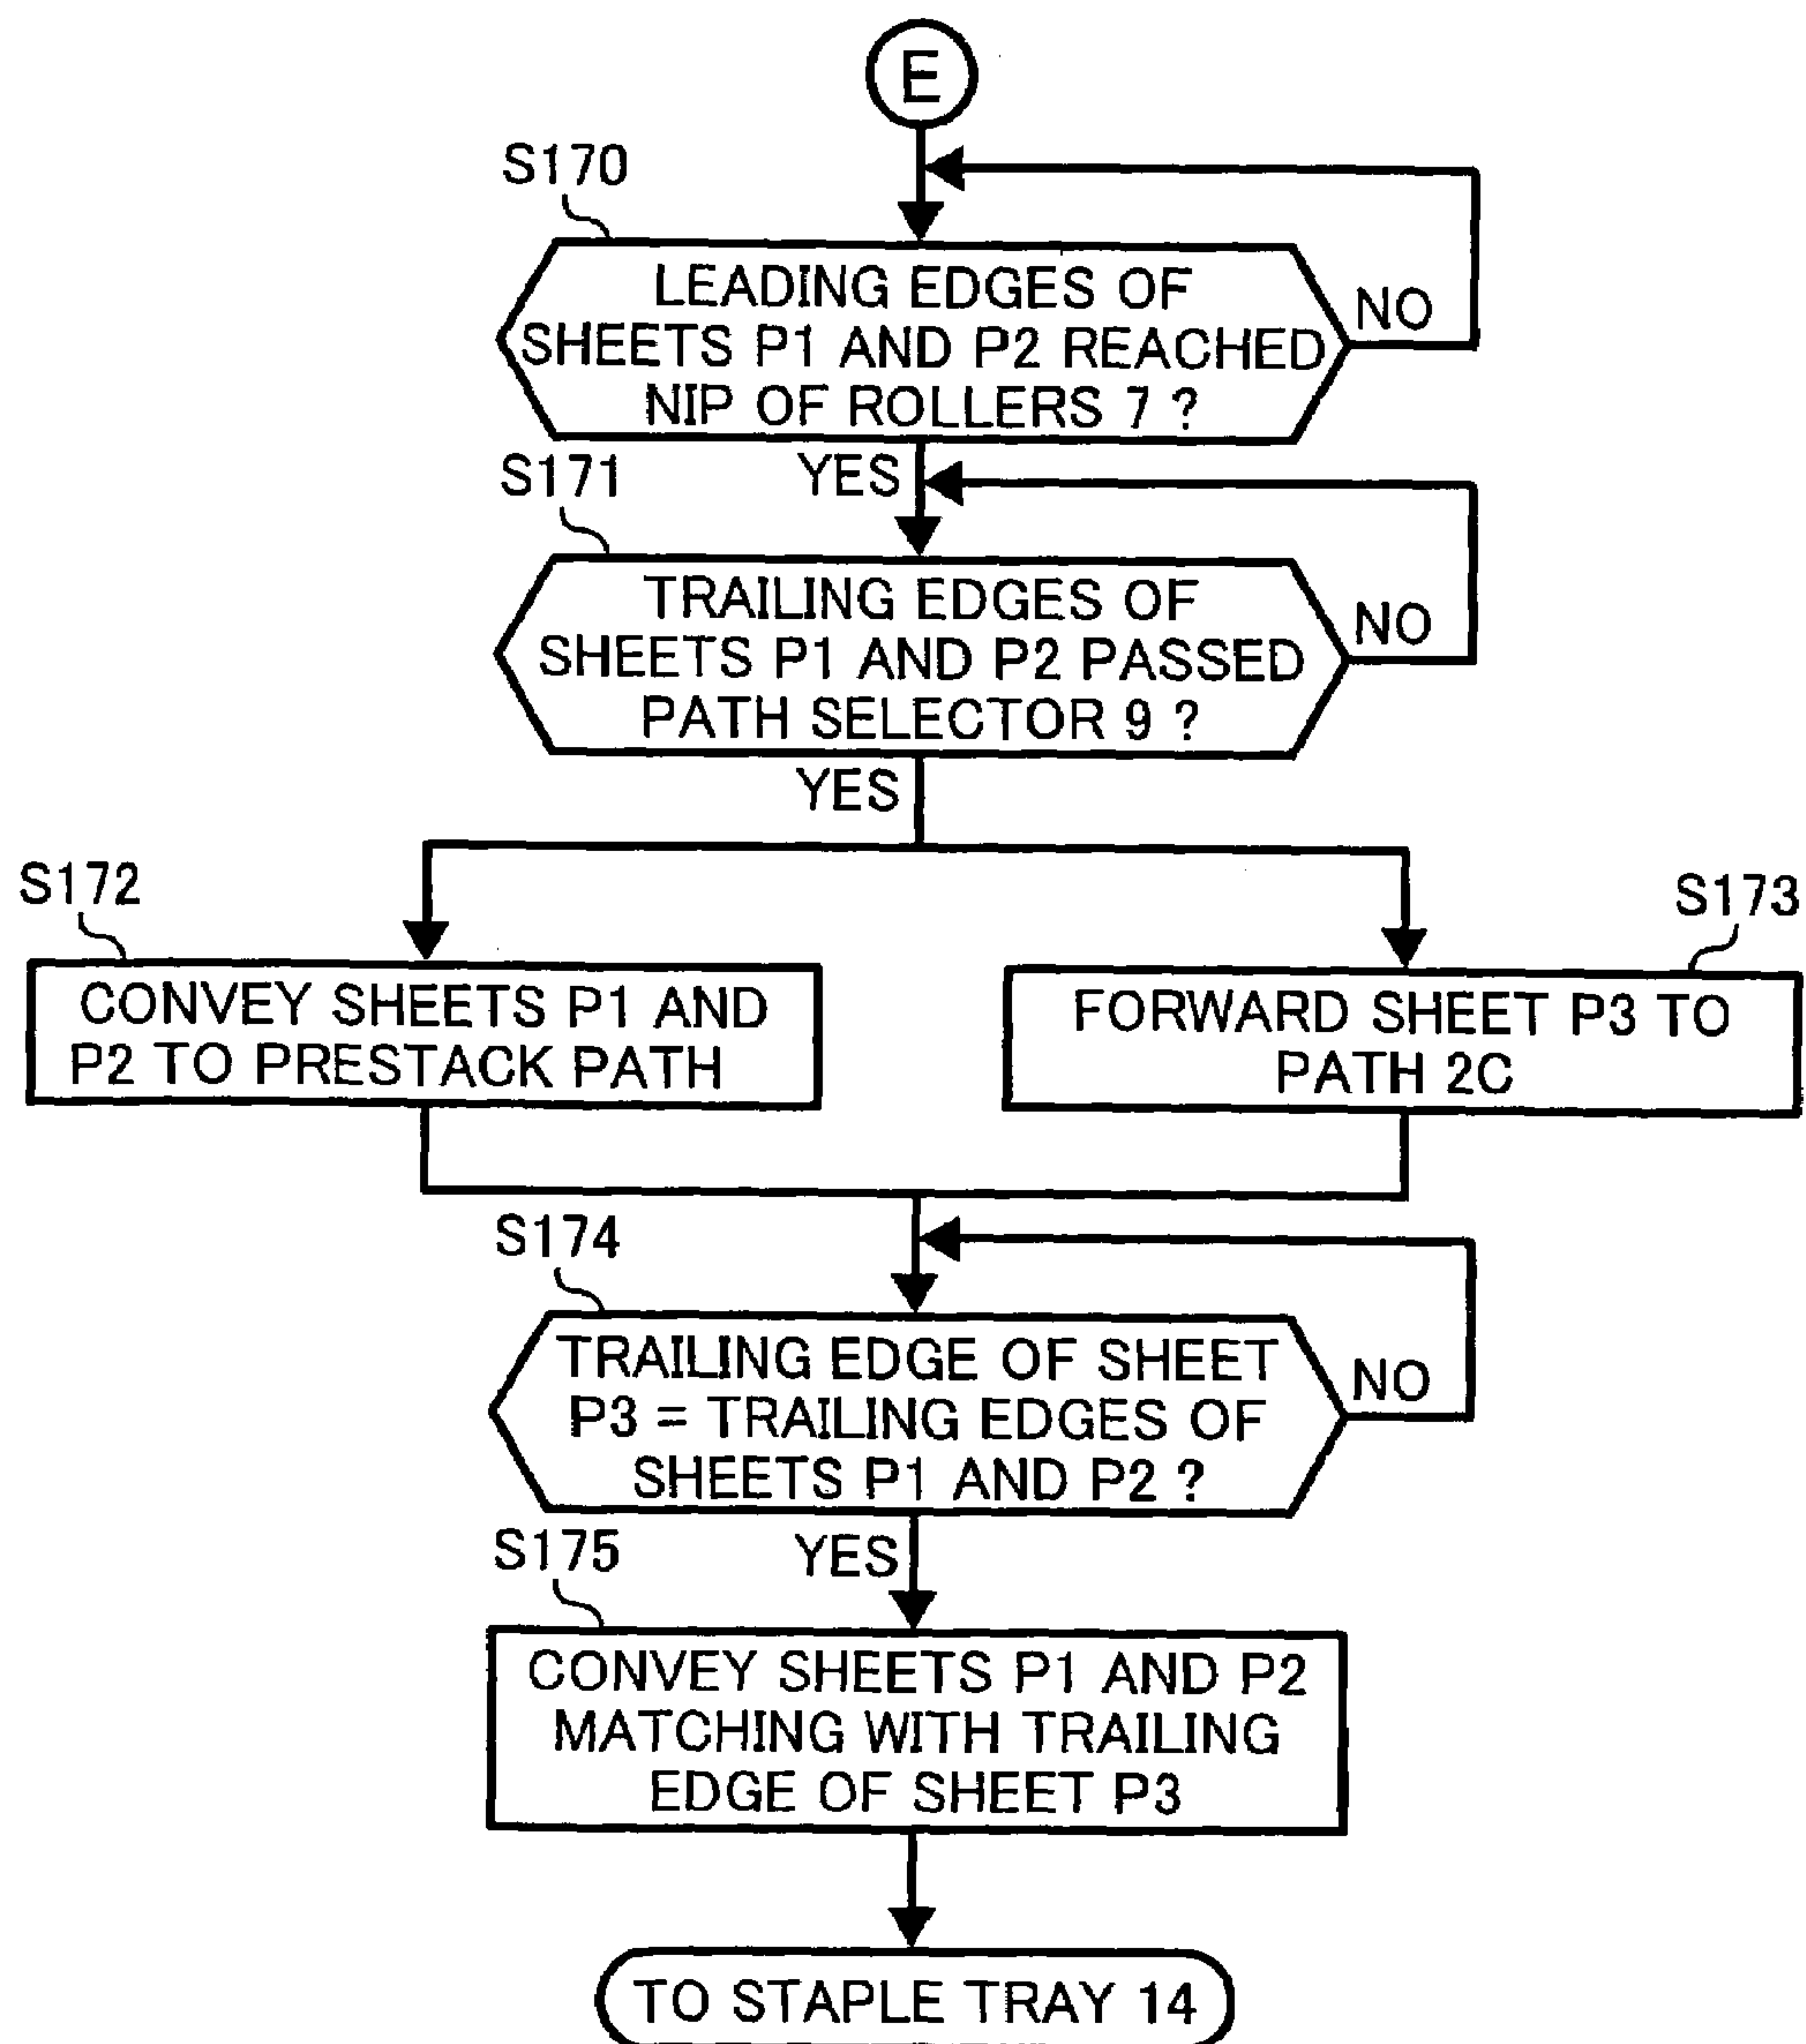 E
S170
LEADING EDGES OF
SHEETS P1 AND P2 REACHED
NIP OF ROLLERS 7 ?
NO
S171
YES
TRAILING EDGES OF
SHEETS P1 AND P2 PASSED
PATH SELECTOR 9 ?
NO
YES
S172
S173
CONVEY SHEETS P1 AND
P2 TO PRESTACK PATH
FORWARD SHEET P3 TO
PATH 2C
S174
TRAILING EDGE OF SHEET
P3 = TRAILING EDGES OF
SHEETS P1 AND P2 ?
NO
S175
YES
CONVEY SHEETS P1 AND P2
MATCHING WITH TRAILING
EDGE OF SHEET P3
TO STAPLE TRAY 14